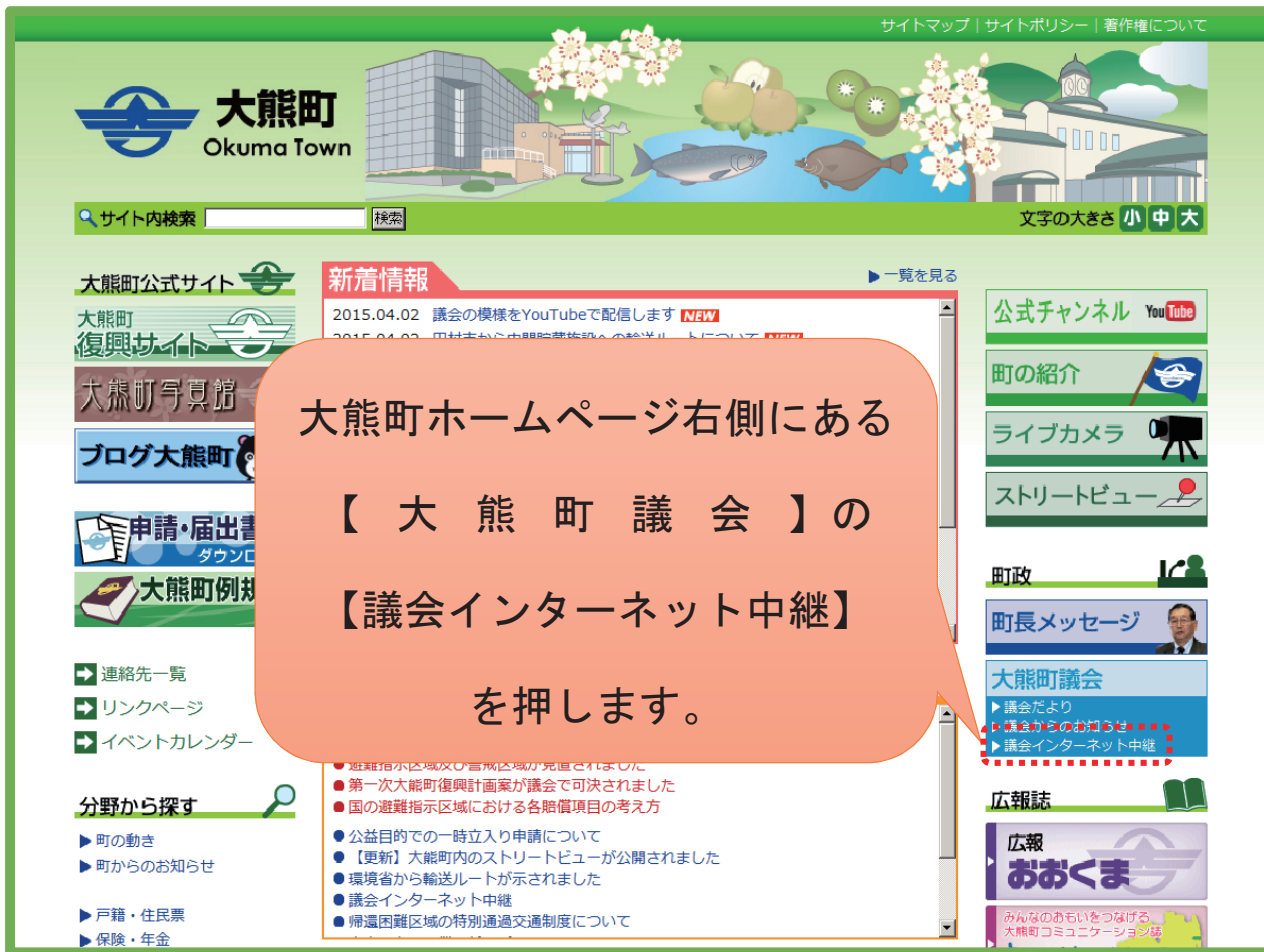 サイトマップ｜サイトポリシー｜著作権について
大熊町
Okuma Town
サイト内検索
検索
文字の大きさ 小 中 大
大熊町公式サイト
大熊町
復興サイト
大熊町写真館
ブログ大熊町
申請・届出書
ダウンロ
大熊町例規
連絡先一覧
リンクページ
イベントカレンダー
分野から探す
町の動き
町からのお知らせ
戸籍・住民票
保険・年金
新着情報
一覧を見る
2015.04.02 議会の模様をYouTubeで配信します NEW
大熊町ホームページ右側にある
【大熊町議会】の
【議会インターネット中継】
を押します。
避難指示区域及び警戒区域が見直されました
第一次大熊町復興計画案が議会で可決されました
国の避難指示区域における各賠償項目の考え方
公益目的での一時立入り申請について
【更新】大熊町内のストリートビューが公開されました
環境省から輸送ルートが示されました
議会インターネット中継
帰還困難区域の特別通過交通制度について
公式チャンネル YouTube
町の紹介
ライブカメラ
ストリートビュー
町政
町長メッセージ
大熊町議会
議会だより
議会からのお知らせ
議会インターネット中継
広報誌
広報
おおくま
みんなのおもいをつなげる
大熊町コミュニケーション誌